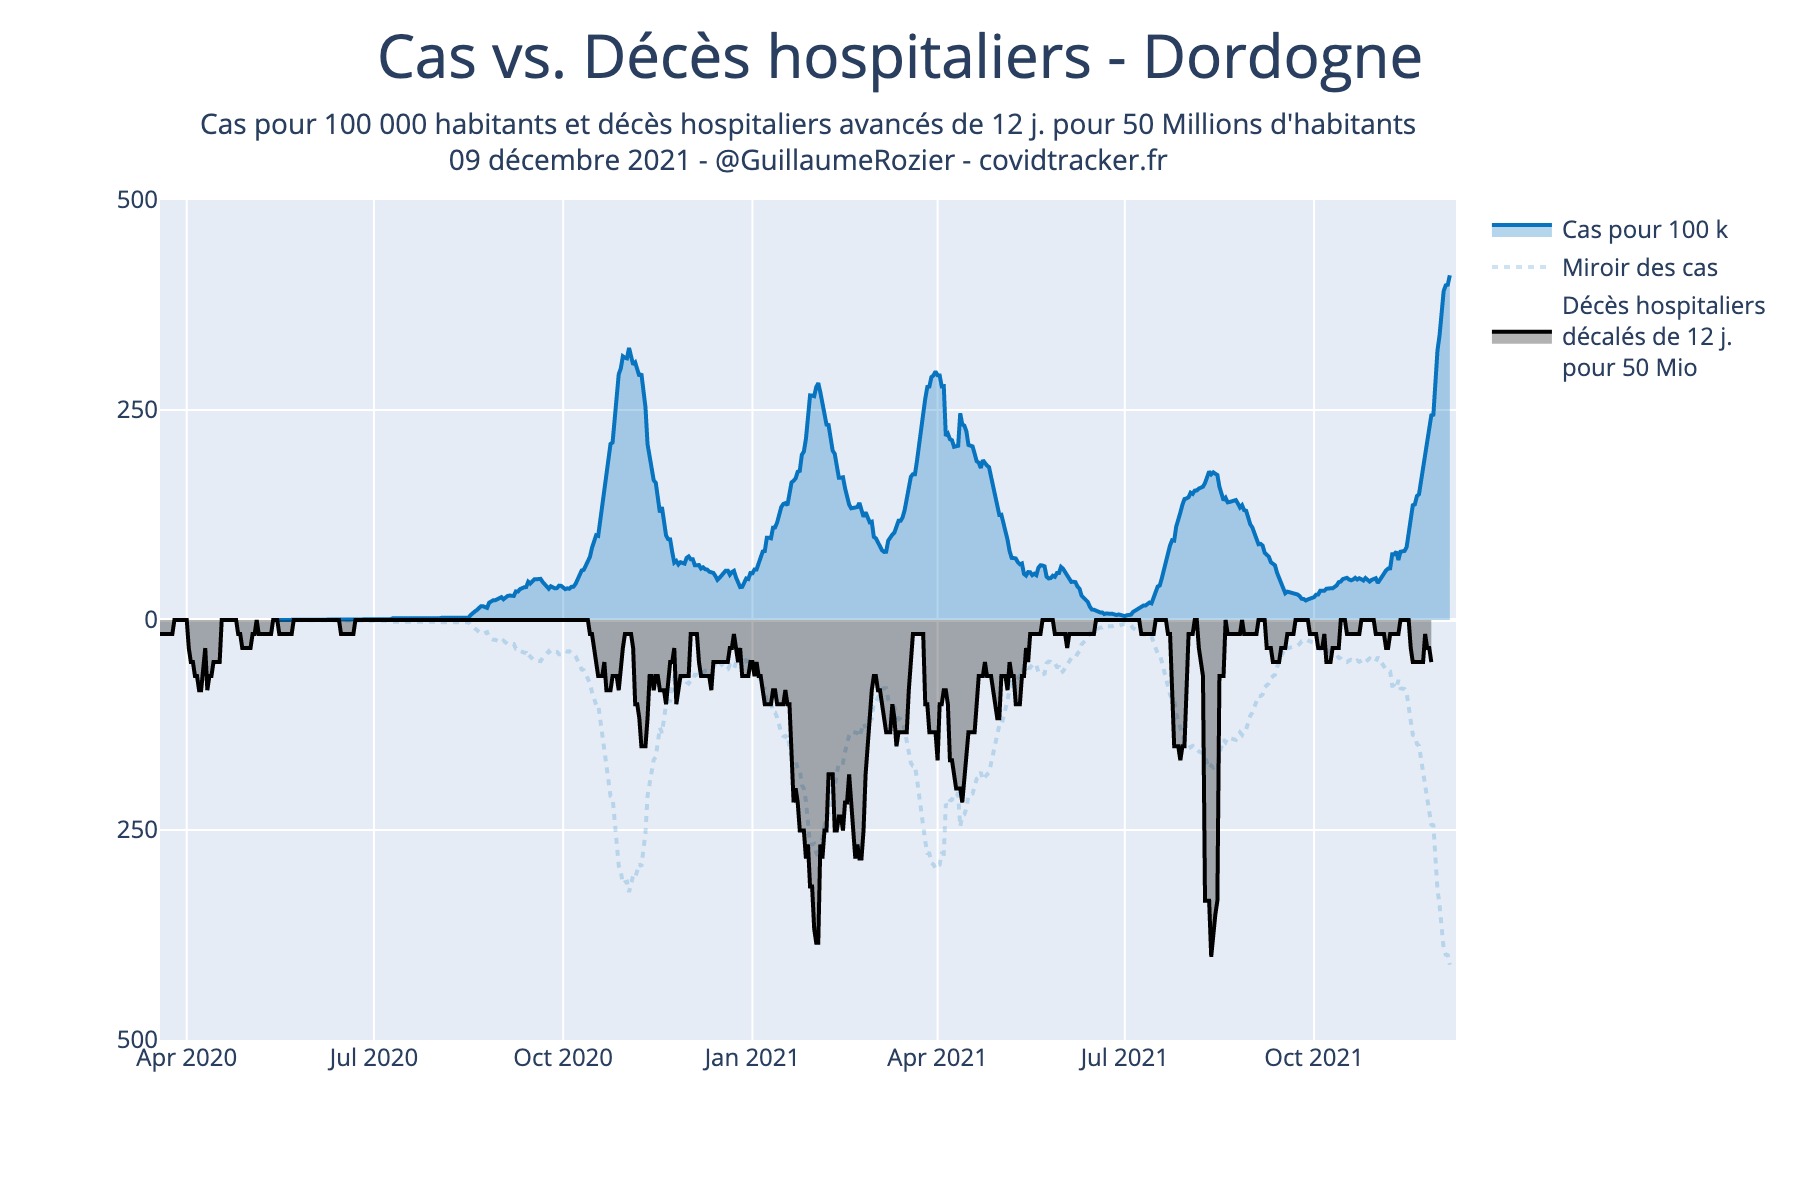 Cas vs. Décès hospitaliers - Dordogne
Cas pour 100 000 habitants et décès hospitaliers avancés de 12 j. pour 50 Millions d'habitants
09 décembre 2021 - @GuillaumeRozier - covidtracker.fr
500
250
0
250
500
Apr 2020
Jul 2020
Oct 2020
Jan 2021
Apr 2021
Jul 2021
Oct 2021
Cas pour 100 k
Miroir des cas
Décès hospitaliers
décalés de 12 j.
pour 50 Mio